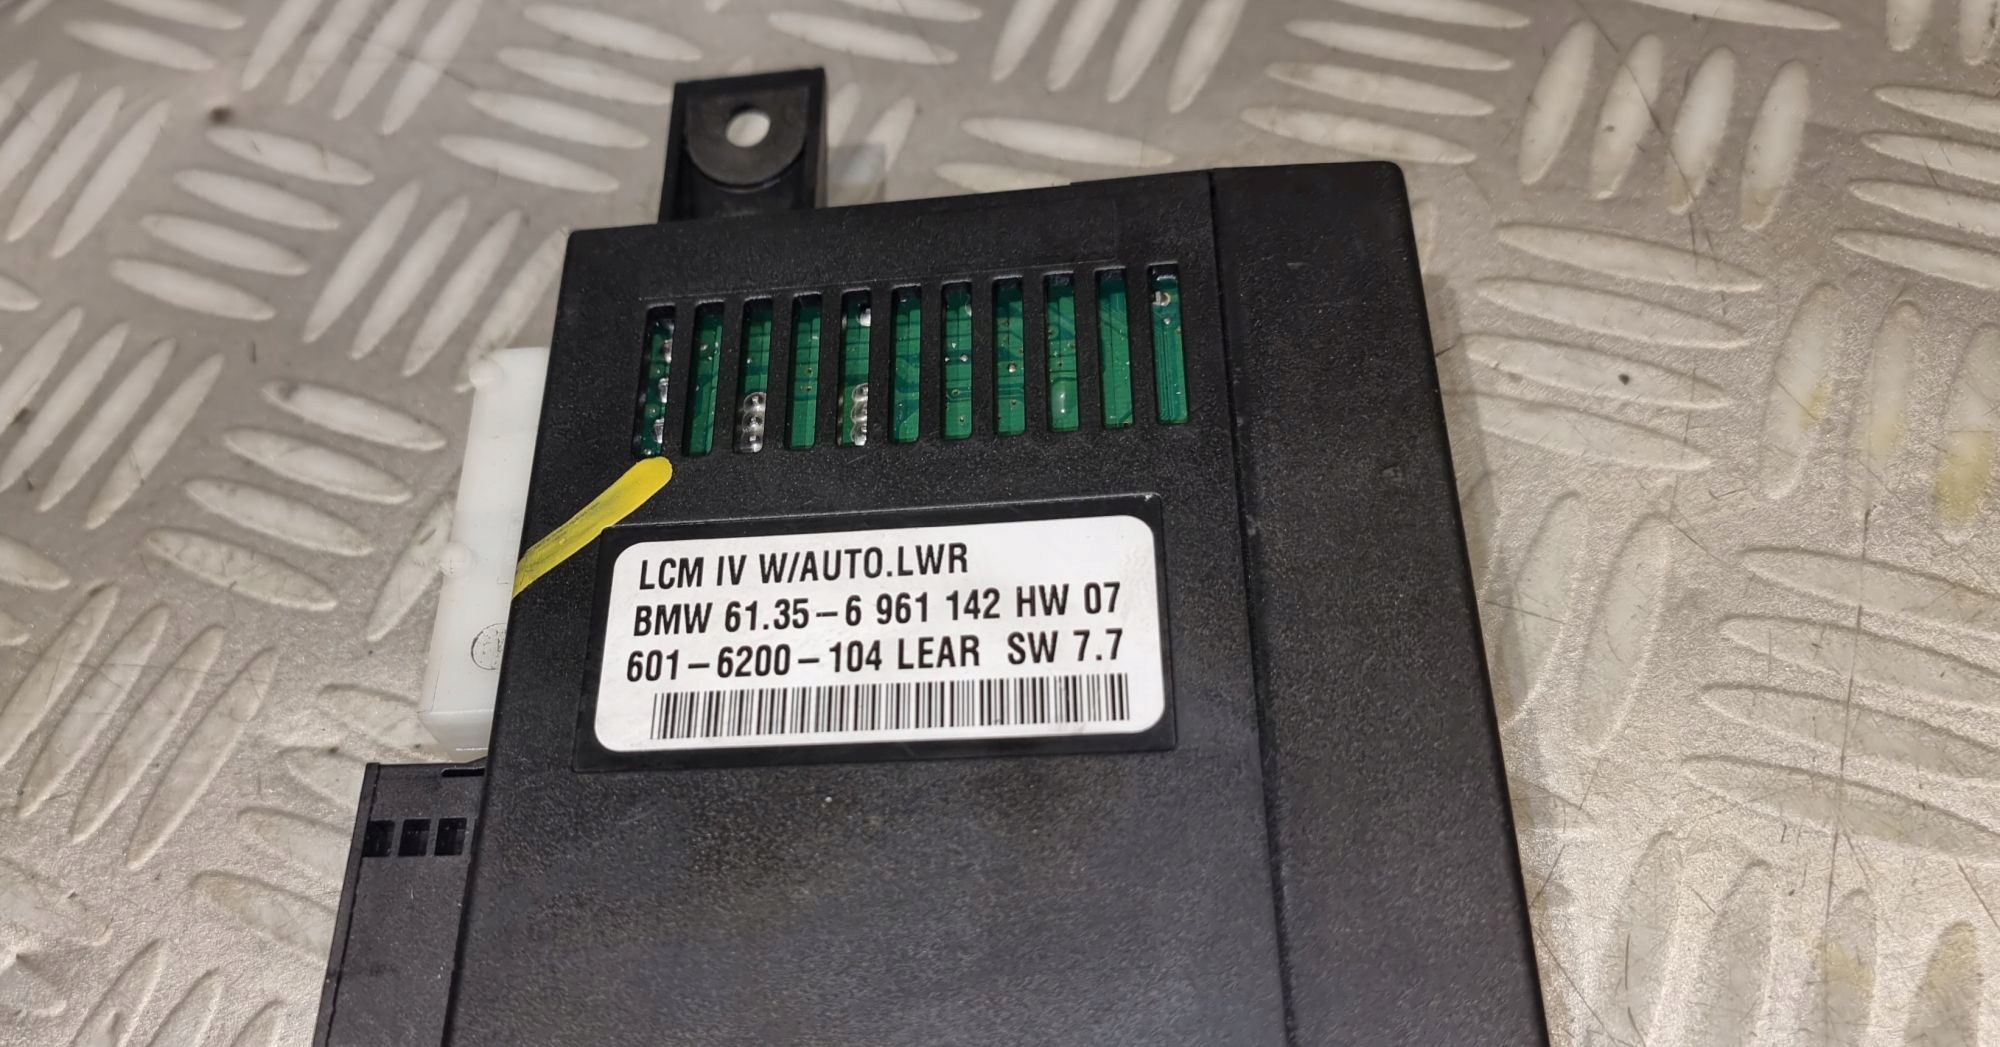 LCM IV W/AUTO.LWR
BMW 61.35-6 961 142 HW 07
601-6200-104 LEAR SW 7.7